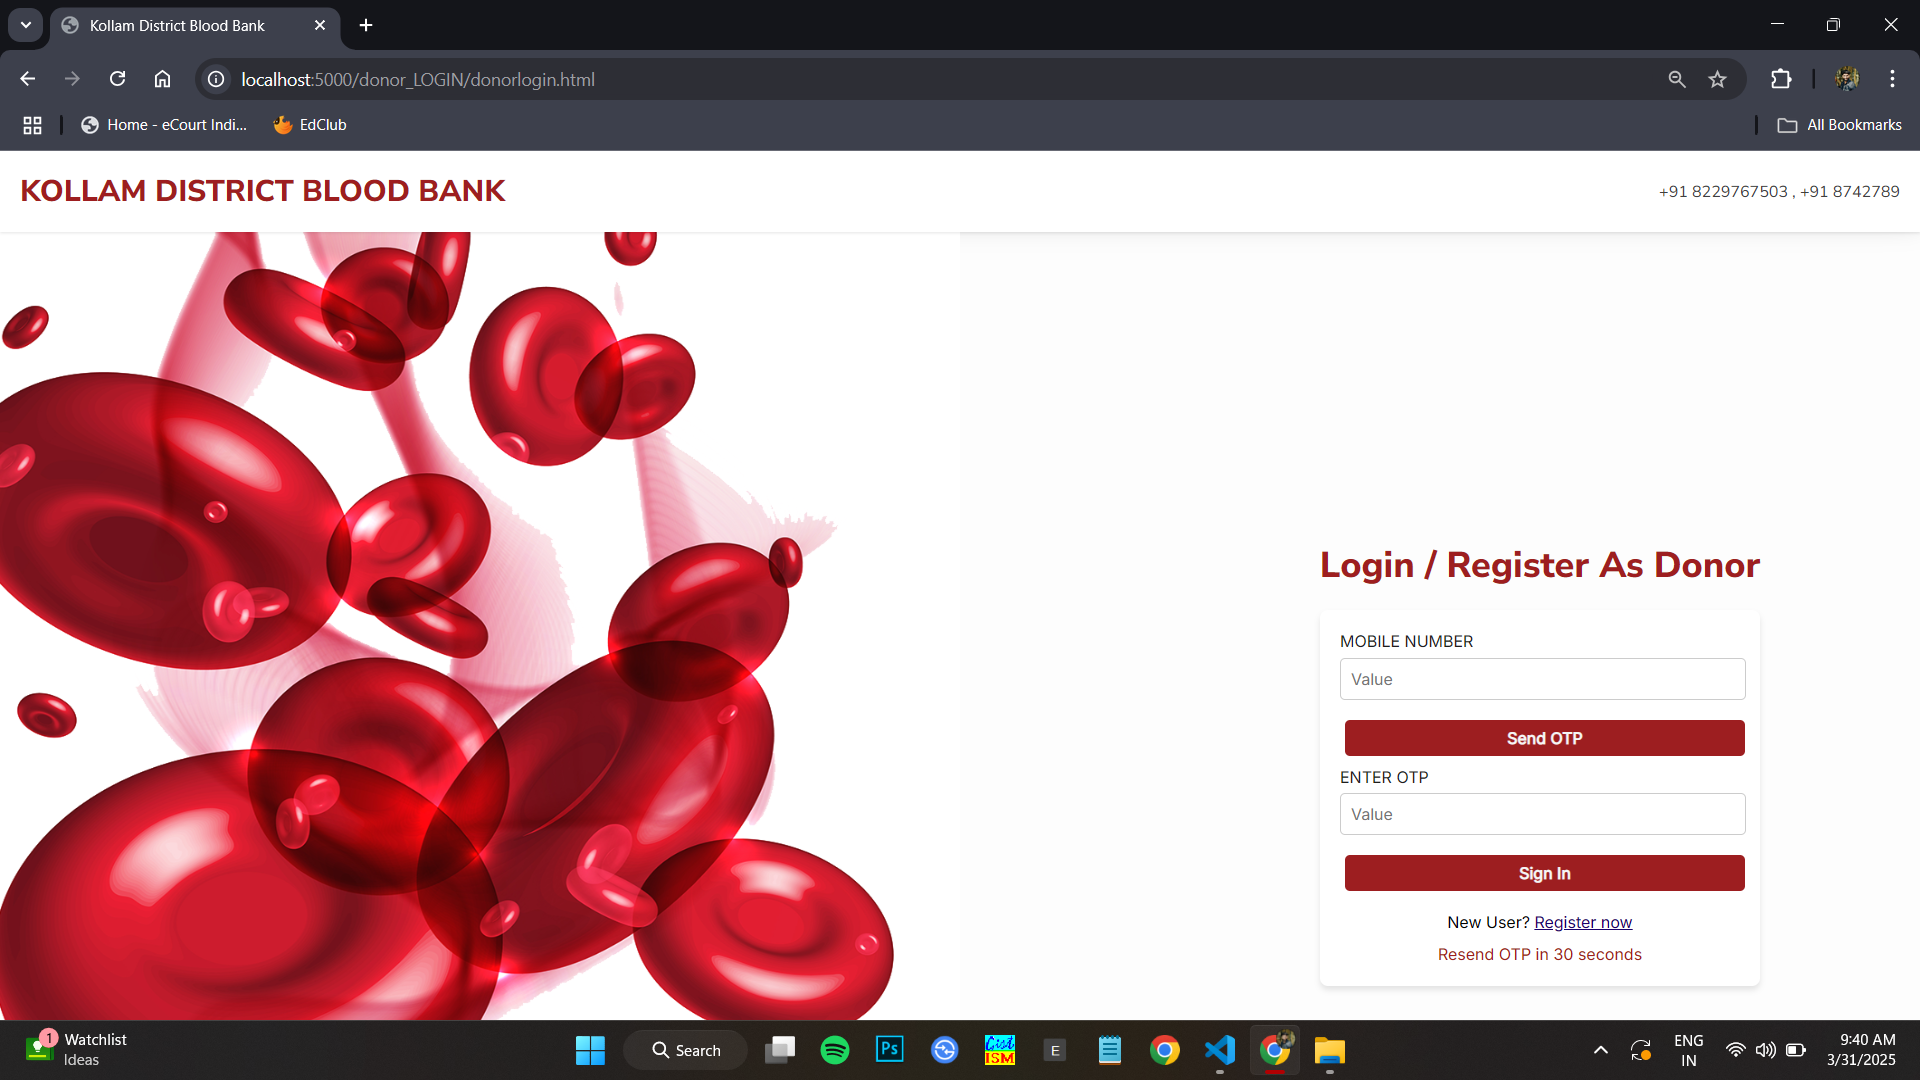 Kollam District Blood Bank
localhost:5000/donor_LOGIN/donorlogin.html
Home - eCourt Indi...
EdClub
All Bookmarks
KOLLAM DISTRICT BLOOD BANK
+91 8229767503 , +91 8742789
Login / Register As Donor
MOBILE NUMBER
Value
Send OTP
ENTER OTP
Value
Sign In
New User? Register now
Resend OTP in 30 seconds
1
Watchlist
Ideas
Search
Ps
Gist
ISM
E
ENG
IN
9:40 AM
3/31/2025